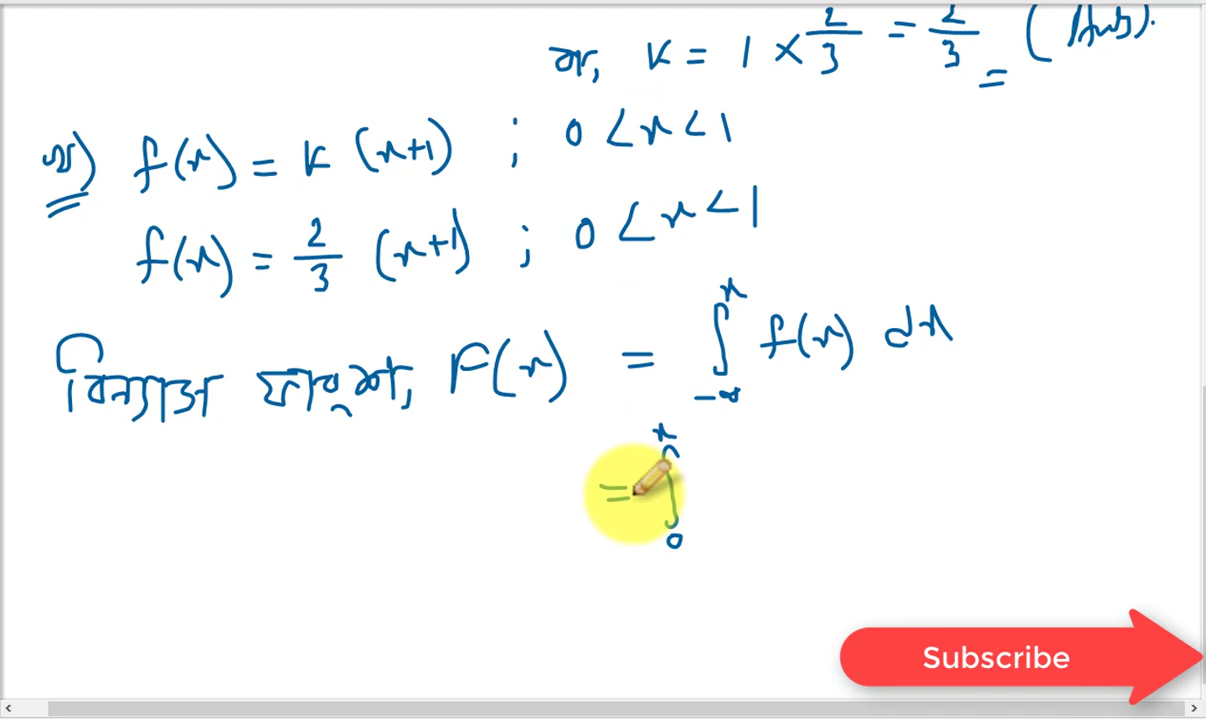 বা, K = 1 × 2/3 = 2/3 (Ans).
খ) f(x) = K (x+1) ; 0 < x < 1
f(x) = 2/3 (x+1) ; 0 < x < 1
বিন্যাস ফাংশন, F(x) = ∫_{-∞}^{x} f(x) dx
= ∫_{0}^{x}
Subscribe